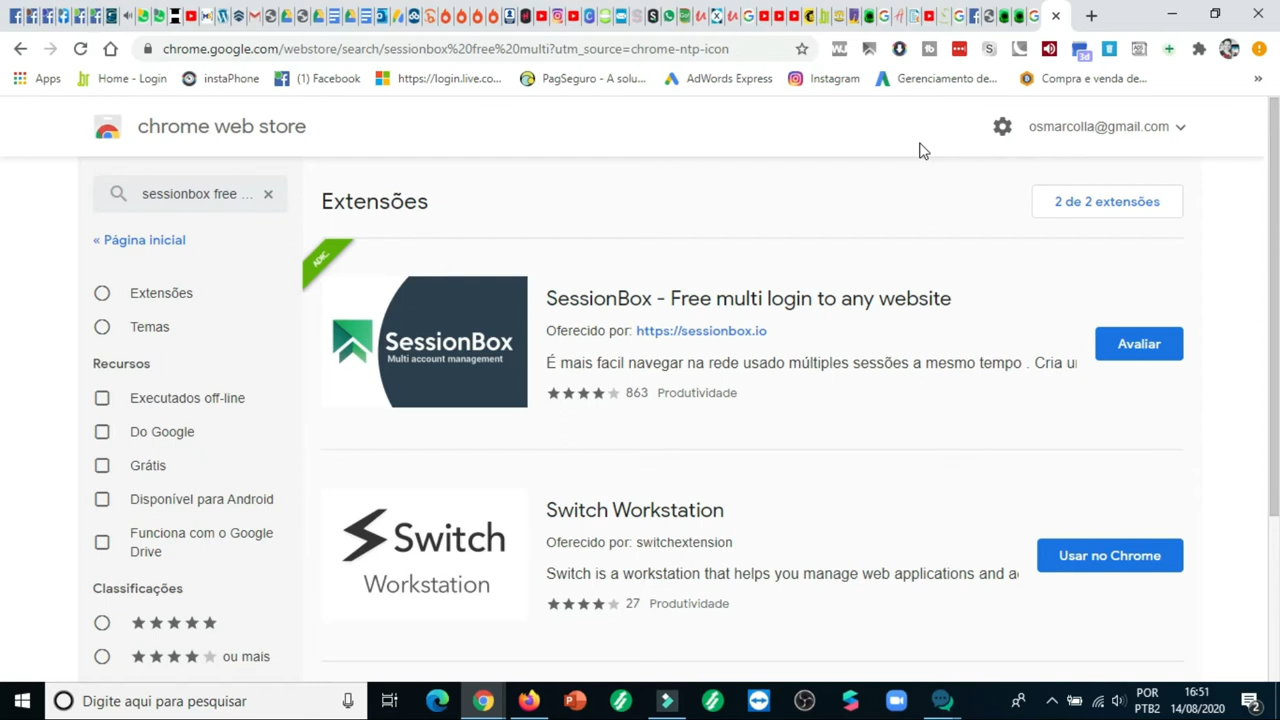 chrome.google.com/webstore/search/sessionbox%20free%20multi?utm_source=chrome-ntp-icon
3d
Apps
Home - Login
instaPhone
(1) Facebook
https://login.live.co...
PagSeguro - A solu...
AdWords Express
Instagram
Gerenciamento de...
Compra e venda de...
»
chrome web store
osmarcolla@gmail.com
sessionbox free ...
Extensões
2 de 2 extensões
« Página inicial
Extensões
Temas
Recursos
Executados off-line
Do Google
Grátis
Disponível para Android
Funciona com o Google
Drive
Classificações
ou mais
ADIC.
SessionBox
Multi account management
SessionBox - Free multi login to any website
Oferecido por: https://sessionbox.io
É mais facil navegar na rede usado múltiples sessões a mesmo tempo . Cria u
863 Produtividade
Avaliar
Switch
Workstation
Switch Workstation
Oferecido por: switchextension
Switch is a workstation that helps you manage web applications and a
27 Produtividade
Usar no Chrome
Digite aqui para pesquisar
POR
PTB2
16:51
14/08/2020
2